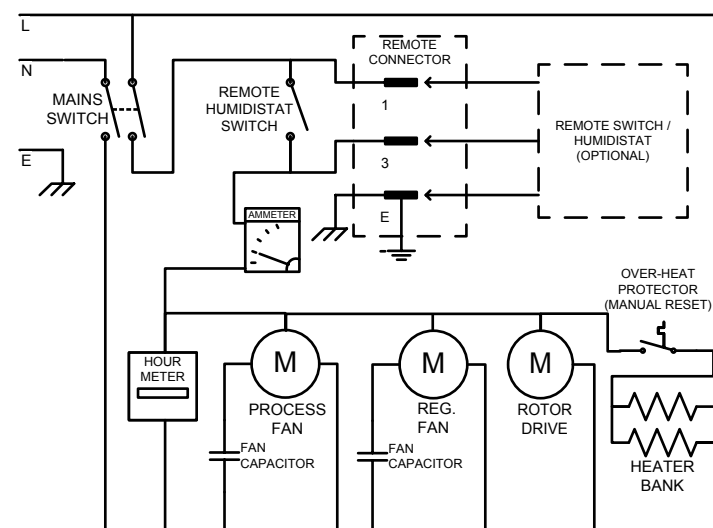 L
N
E
MAINS
SWITCH
REMOTE
HUMIDISTAT
SWITCH
REMOTE
CONNECTOR
1
3
E
REMOTE SWITCH /
HUMIDISTAT
(OPTIONAL)
AMMETER
OVER-HEAT
PROTECTOR
(MANUAL RESET)
HOUR
METER
M
PROCESS
FAN
FAN
CAPACITOR
M
REG.
FAN
FAN
CAPACITOR
M
ROTOR
DRIVE
HEATER
BANK